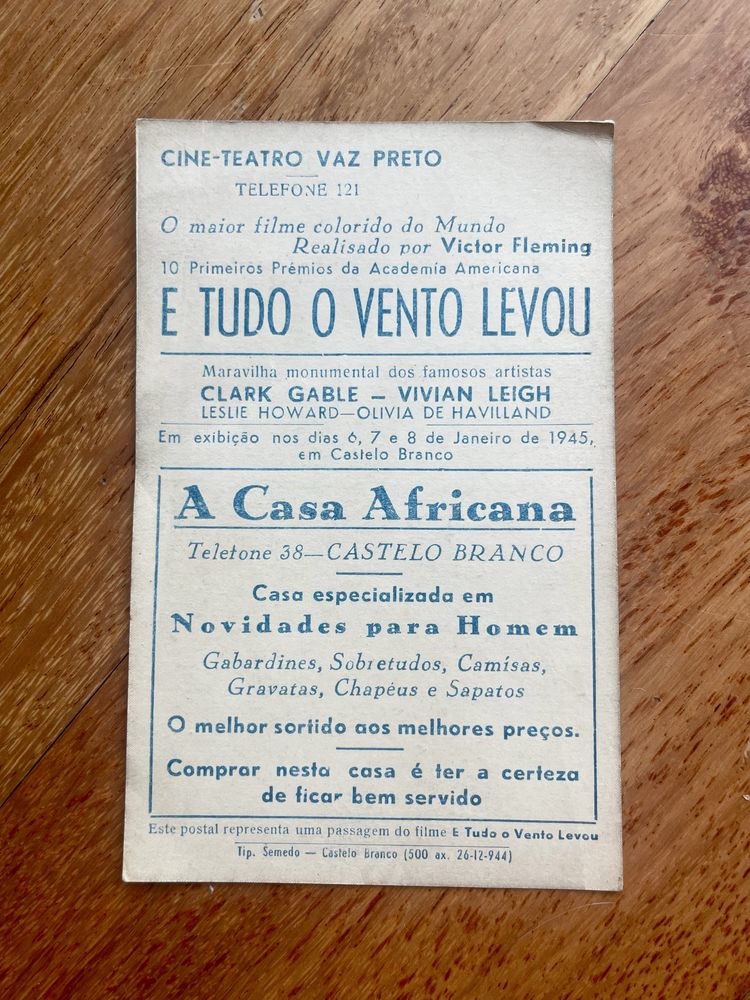 CINE-TEATRO VAZ PRETO
TELEFONE 121
O maior filme colorido do Mundo
Realisado por Victor Fleming
10 Primeiros Prémios da Academia Americana
E TUDO O VENTO LEVOU
Maravilha monumental dos famosos artistas
CLARK GABLE — VIVIAN LEIGH
LESLIE HOWARD—OLIVIA DE HAVILLAND
Em exibição nos dias 6, 7 e 8 de Janeiro de 1945,
em Castelo Branco
A Casa Africana
Teletone 38—CASTELO BRANCO
Casa especializada em
Novidades para Homem
Gabardines, Sobretudos, Camisas,
Gravatas, Chapéus e Sapatos
O melhor sortido aos melhores preços.
Comprar nesta casa é ter a certeza
de ficar bem servido
Este postal representa uma passagem do filme E Tudo o Vento Levou
Tip. Semedo — Castelo Branco (500 ax. 26-12-944)